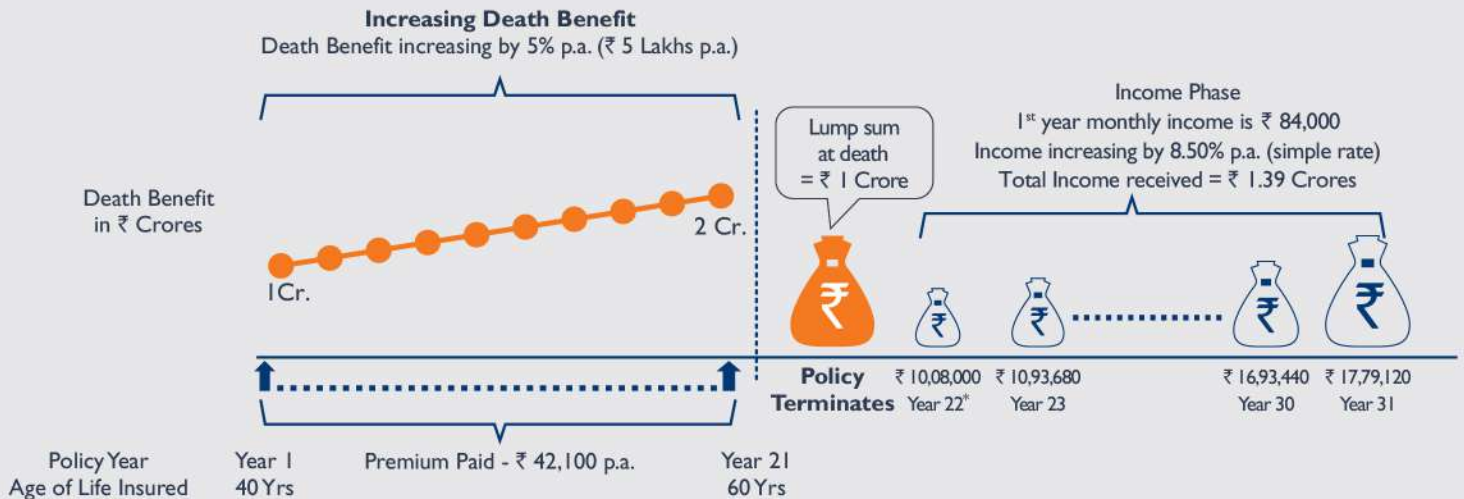 Increasing Death Benefit
Death Benefit increasing by 5% p.a. (₹ 5 Lakhs p.a.)
Death Benefit
in ₹ Crores
1Cr.
2 Cr.
Lump sum
at death
= ₹ 1 Crore
Income Phase
1st year monthly income is ₹ 84,000
Income increasing by 8.50% p.a. (simple rate)
Total Income received = ₹ 1.39 Crores
₹
₹
₹
₹
₹
Policy
Terminates
₹ 10,08,000
Year 22*
₹ 10,93,680
Year 23
₹ 16,93,440
Year 30
₹ 17,79,120
Year 31
Policy Year
Age of Life Insured
Year 1
40 Yrs
Premium Paid - ₹ 42,100 p.a.
Year 21
60 Yrs